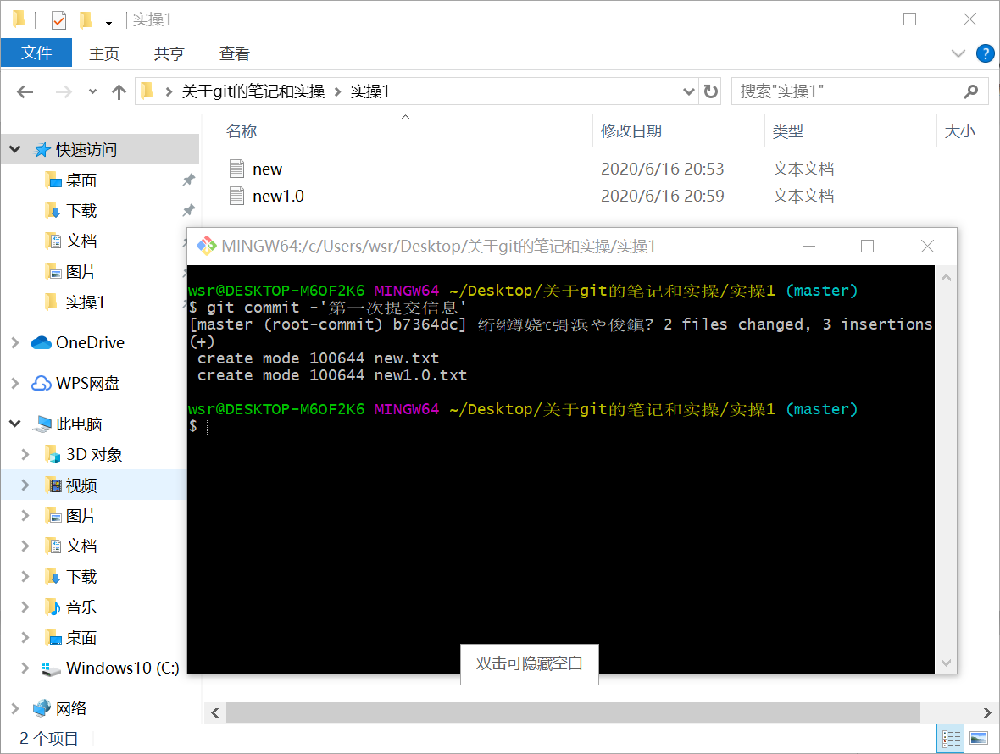 实操1
文件 主页 共享 查看
关于git的笔记和实操 实操1 搜索"实操1"
名称 修改日期 类型 大小
快速访问
桌面
下载
文档
图片
实操1
OneDrive
WPS网盘
此电脑
3D 对象
视频
图片
文档
下载
音乐
桌面
Windows10 (C:)
网络
new 2020/6/16 20:53 文本文档
new1.0 2020/6/16 20:59 文本文档
MINGW64:/c/Users/wsr/Desktop/关于git的笔记和实操/实操1
wsr@DESKTOP-M6OF2K6 MINGW64 ~/Desktop/关于git的笔记和实操/实操1 (master)
$ git commit -'第一次提交信息'
[master (root-commit) b7364dc] ? 2 files changed, 3 insertions
(+)
create mode 100644 new.txt
create mode 100644 new1.0.txt
wsr@DESKTOP-M6OF2K6 MINGW64 ~/Desktop/关于git的笔记和实操/实操1 (master)
$
双击可隐藏空白
2 个项目